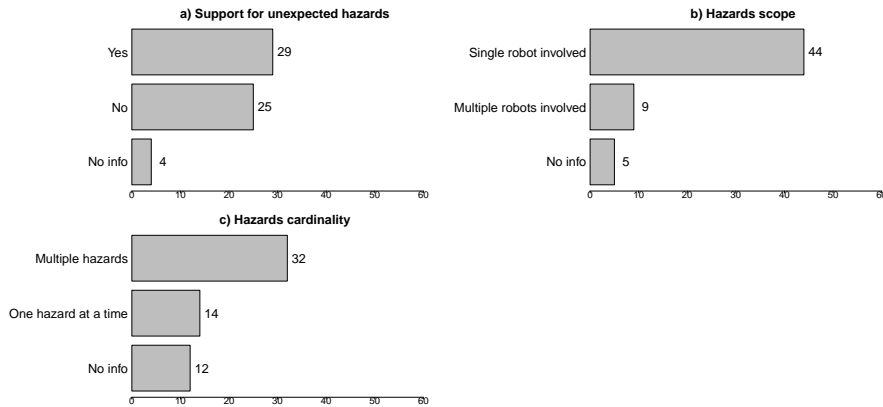 a) Support for unexpected hazards
Yes
29
No
25
No info
4
0 10 20 30 40 50 60
b) Hazards scope
Single robot involved
44
Multiple robots involved
9
No info
5
0 10 20 30 40 50 60
c) Hazards cardinality
Multiple hazards
32
One hazard at a time
14
No info
12
0 10 20 30 40 50 60